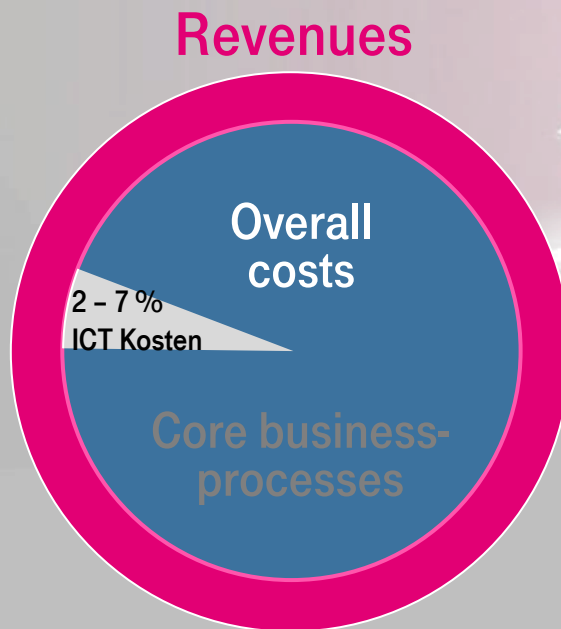 Revenues
Overall
costs
2 – 7 %
ICT Kosten
Core business-
processes